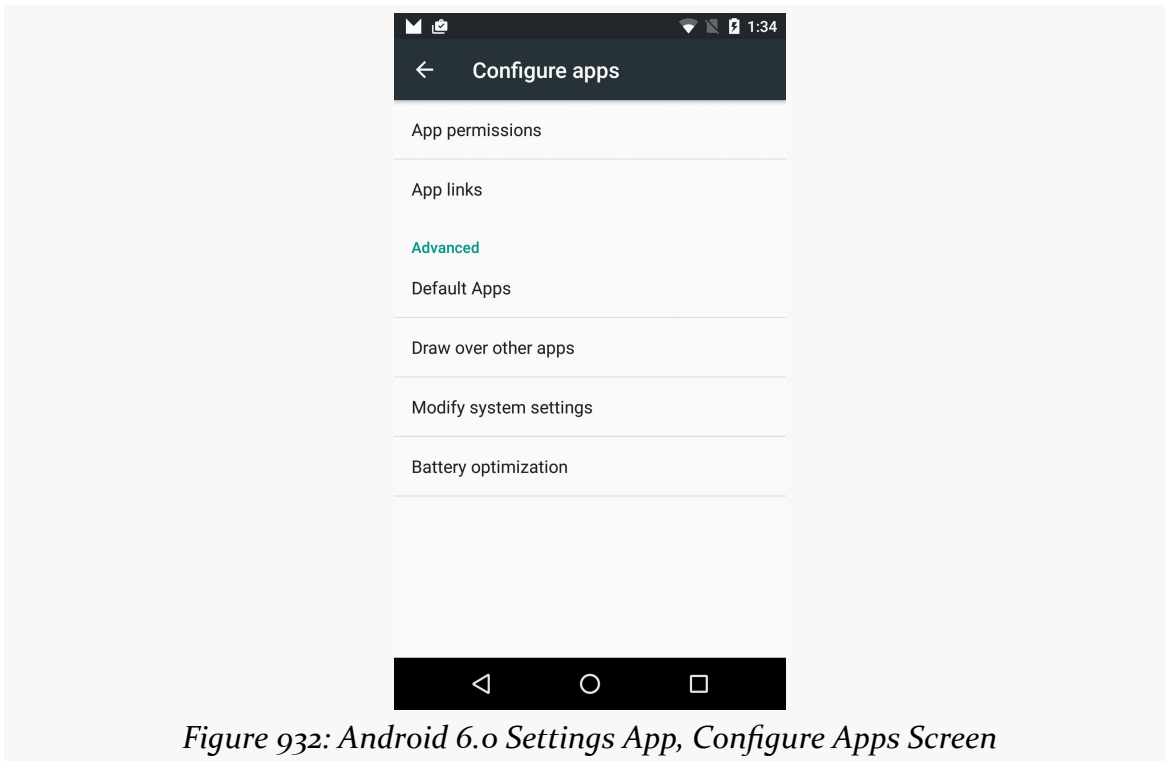 1:34
Configure apps
App permissions
App links
Advanced
Default Apps
Draw over other apps
Modify system settings
Battery optimization
Figure 932: Android 6.0 Settings App, Configure Apps Screen